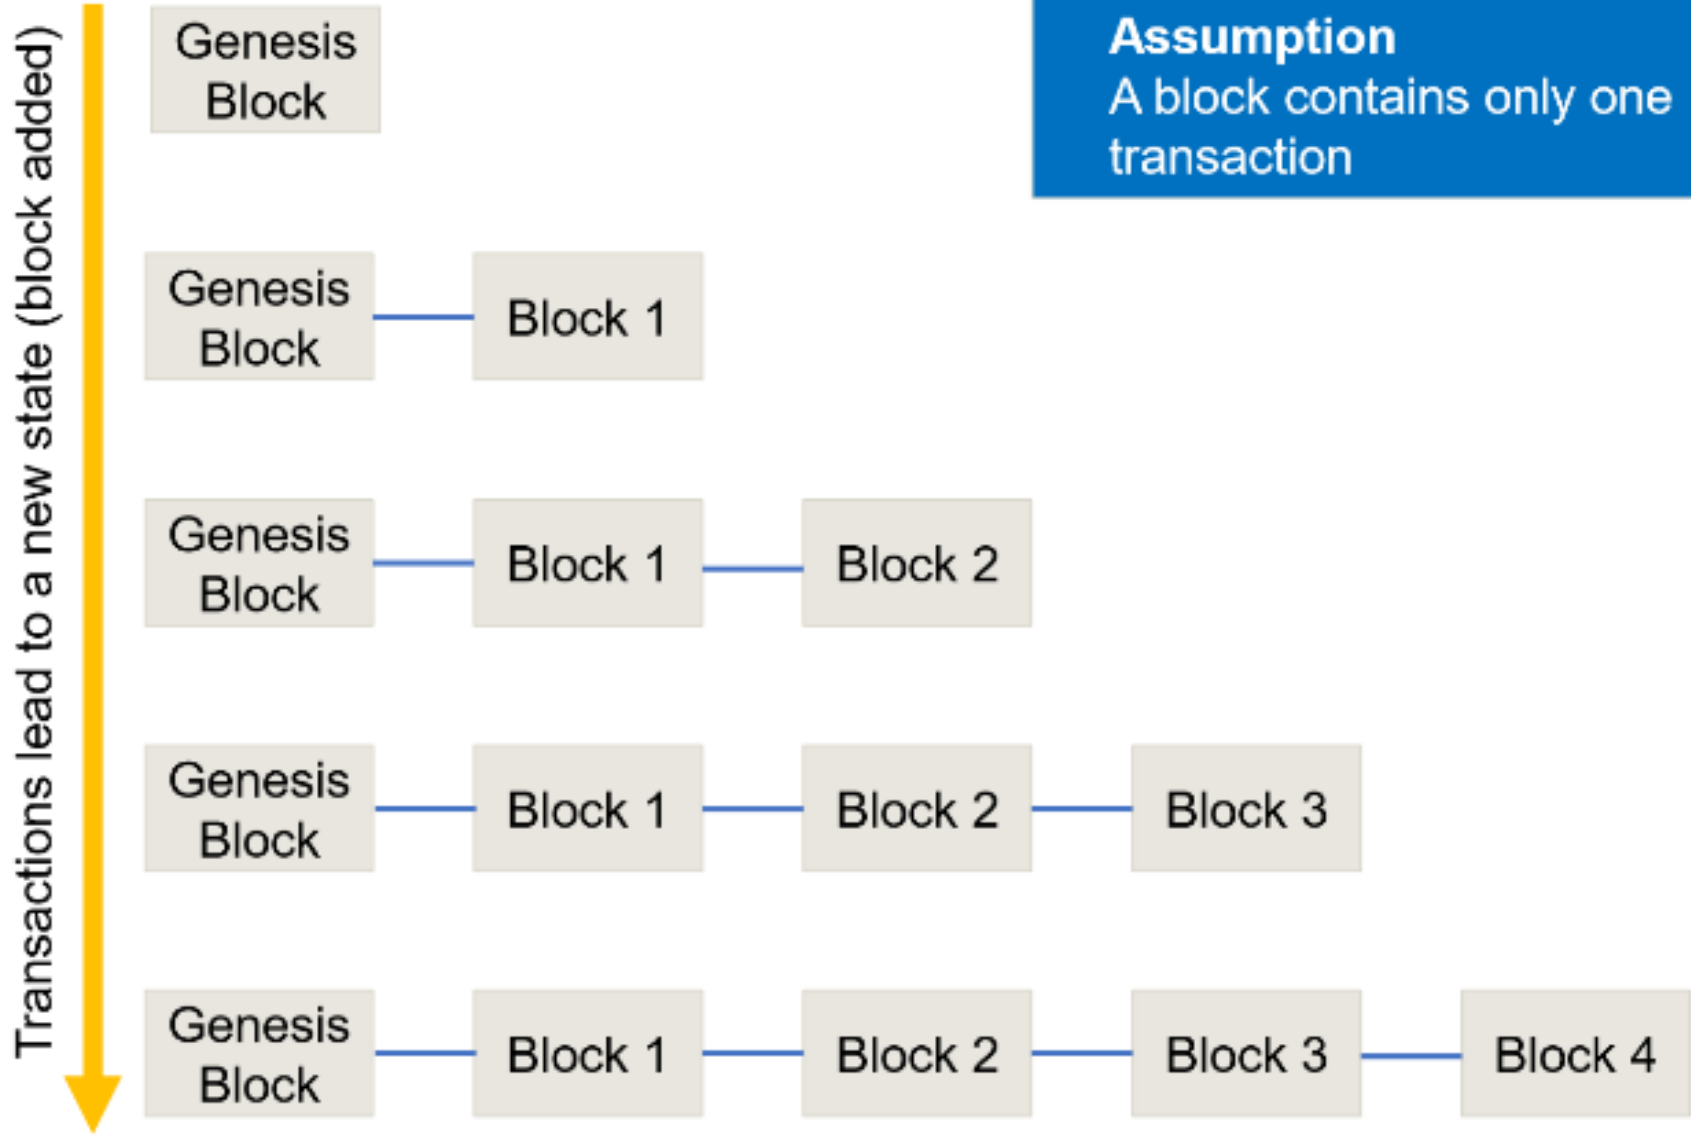 Transactions lead to a new state (block added)
Genesis
Block
Assumption
A block contains only one
transaction
Genesis
Block
Block 1
Genesis
Block
Block 1
Block 2
Genesis
Block
Block 1
Block 2
Block 3
Genesis
Block
Block 1
Block 2
Block 3
Block 4